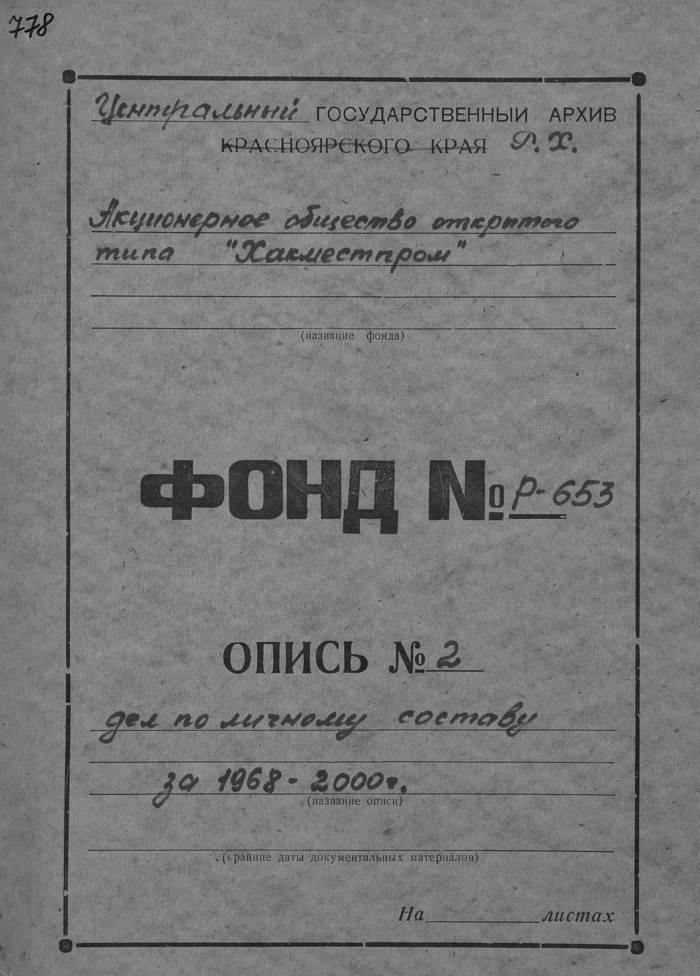 778
Центральный ГОСУДАРСТВЕННЫЙ АРХИВ
КРАСНОЯРСКОГО КРАЯ Р. Х.
Акционерное общество открытого
типа "Хакместпром"
(название фонда)
ФОНД № Р-653
ОПИСЬ № 2
дел по личному составу
за 1968-2000г.
(название описи)
(крайние даты документальных материалов)
На листах